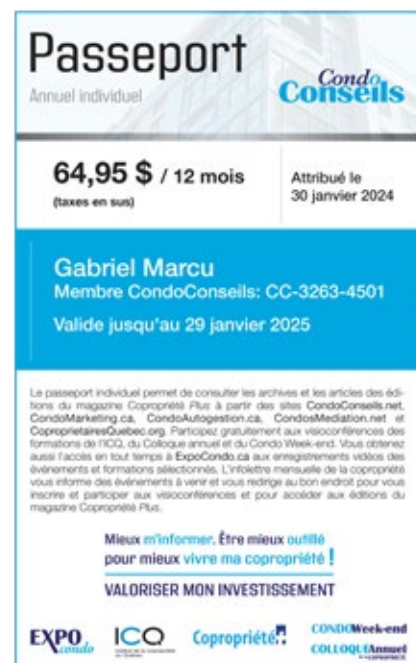 Passeport
Annuel individuel
Condo
Conseils
64,95 $ / 12 mois
(taxes en sus)
Attribué le
30 janvier 2024
Gabriel Marcu
Membre CondoConseils: CC-3263-4501
Valide jusqu'au 29 janvier 2025
Le passeport individuel permet de consulter les archives et les articles des édi-
tions du magazine Copropriété Plus à partir des sites CondoConseils.net,
CondoMarketing.ca, CondoAutogestion.ca, CondosMediation.net et
CoproprietairesQuebec.org. Participez gratuitement aux visioconférences des
formations de l'ICQ, du Colloque annuel et du Condo Week-end. Vous obtenez
aussi l'accès en tout temps à ExpoCondo.ca aux enregistrements vidéos des
événements et formations sélectionnés. L'infolettre mensuelle de la copropriété
vous informe des événements à venir et vous redirige au bon endroit pour vous
inscrire et participer aux visioconférences et pour accéder aux éditions du
magazine Copropriété Plus.
Mieux m'informer. Être mieux outillé
pour mieux vivre ma copropriété !
VALORISER MON INVESTISSEMENT
EXPO
condo
ICQ
Copropriété
CONDOWeek-end
COLLOQUEAnnuel